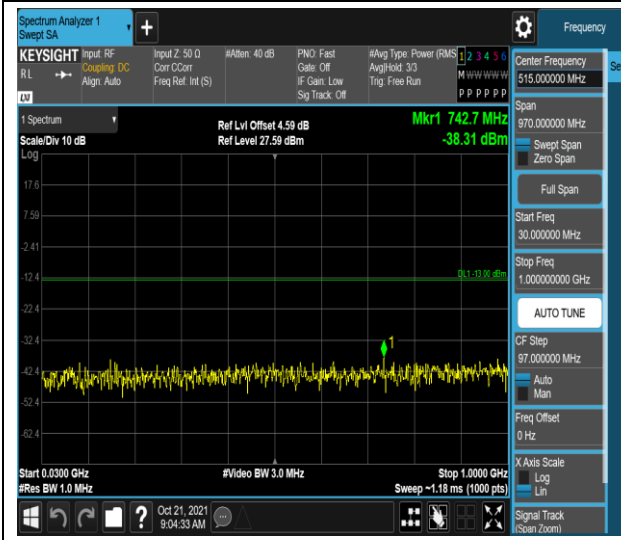 Spectrum Analyzer 1
Swept SA
Frequency
KEYSIGHT
RL
LXI
Input: RF
Coupling: DC
Align: Auto
Input Z: 50 Ω
Corr CCorr
Freq Ref: Int (S)
#Atten: 40 dB
PNO: Fast
Gate: Off
IF Gain: Low
Sig Track: Off
#Avg Type: Power (RMS
Avg|Hold: 3/3
Trig: Free Run
1 2 3 4 5 6
M W W W W W
P P P P P P
1 Spectrum
Scale/Div 10 dB
Log
Ref Lvl Offset 4.59 dB
Ref Level 27.59 dBm
Mkr1 742.7 MHz
-38.31 dBm
17.6
7.59
-2.41
-12.4
-22.4
-32.4
-42.4
-52.4
-62.4
DL1 -13.00 dBm
1
Start 0.0300 GHz
#Res BW 1.0 MHz
#Video BW 3.0 MHz
Stop 1.0000 GHz
Sweep ~1.18 ms (1000 pts)
Center Frequency
515.000000 MHz
Se
Span
970.000000 MHz
Swept Span
Zero Span
Full Span
Start Freq
30.000000 MHz
Stop Freq
1.000000000 GHz
AUTO TUNE
CF Step
97.000000 MHz
Auto
Man
Freq Offset
0 Hz
X Axis Scale
Log
Lin
Signal Track
(Span Zoom)
?
Oct 21, 2021
9:04:33 AM